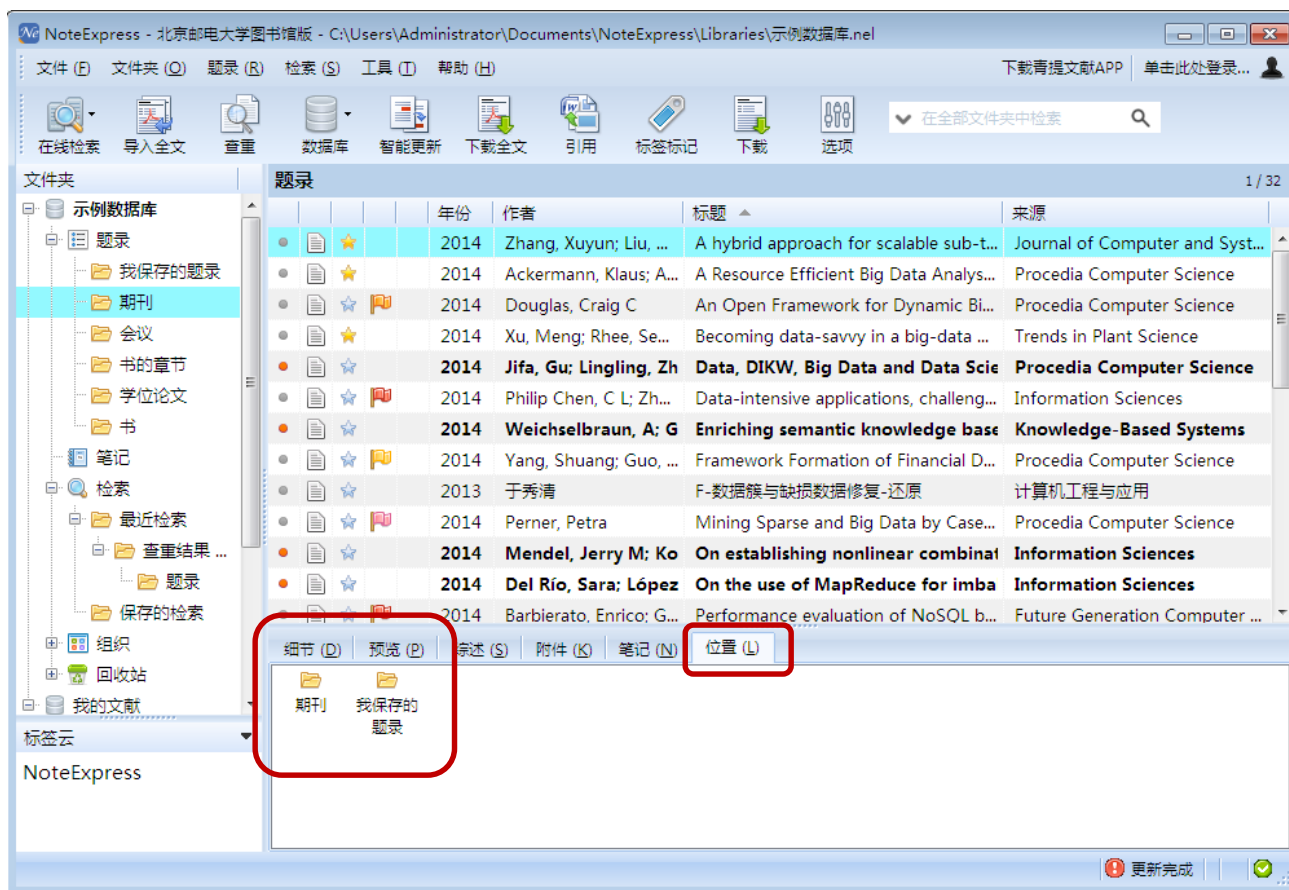 NoteExpress - 北京邮电大学图书馆版 - C:\Users\Administrator\Documents\NoteExpress\Libraries\示例数据库.nel
文件 (F) 文件夹 (O) 题录 (R) 检索 (S) 工具 (T) 帮助 (H) 下载青提文献APP 单击此处登录...
在线检索 导入全文 查重 数据库 智能更新 下载全文 引用 标签标记 下载 选项 在全部文件夹中检索
文件夹
示例数据库
题录
我保存的题录
期刊
会议
书的章节
学位论文
书
笔记
检索
最近检索
查重结果 ...
题录
保存的检索
组织
回收站
我的文献
标签云
NoteExpress
题录 1 / 32
年份 作者 标题 来源
2014 Zhang, Xuyun; Liu, ... A hybrid approach for scalable sub-t... Journal of Computer and Syst...
2014 Ackermann, Klaus; A... A Resource Efficient Big Data Analys... Procedia Computer Science
2014 Douglas, Craig C An Open Framework for Dynamic Bi... Procedia Computer Science
2014 Xu, Meng; Rhee, Se... Becoming data-savvy in a big-data ... Trends in Plant Science
2014 Jifa, Gu; Lingling, Zh Data, DIKW, Big Data and Data Scie Procedia Computer Science
2014 Philip Chen, C L; Zh... Data-intensive applications, challeng... Information Sciences
2014 Weichselbraun, A; G Enriching semantic knowledge base Knowledge-Based Systems
2014 Yang, Shuang; Guo, ... Framework Formation of Financial D... Procedia Computer Science
2013 于秀清 F-数据簇与缺损数据修复-还原 计算机工程与应用
2014 Perner, Petra Mining Sparse and Big Data by Case... Procedia Computer Science
2014 Mendel, Jerry M; Ko On establishing nonlinear combinat Information Sciences
2014 Del Río, Sara; López On the use of MapReduce for imba Information Sciences
2014 Barbierato, Enrico; G... Performance evaluation of NoSQL b... Future Generation Computer ...
细节 (D) 预览 (P) 综述 (S) 附件 (K) 笔记 (N) 位置 (L)
期刊 我保存的
题录
更新完成